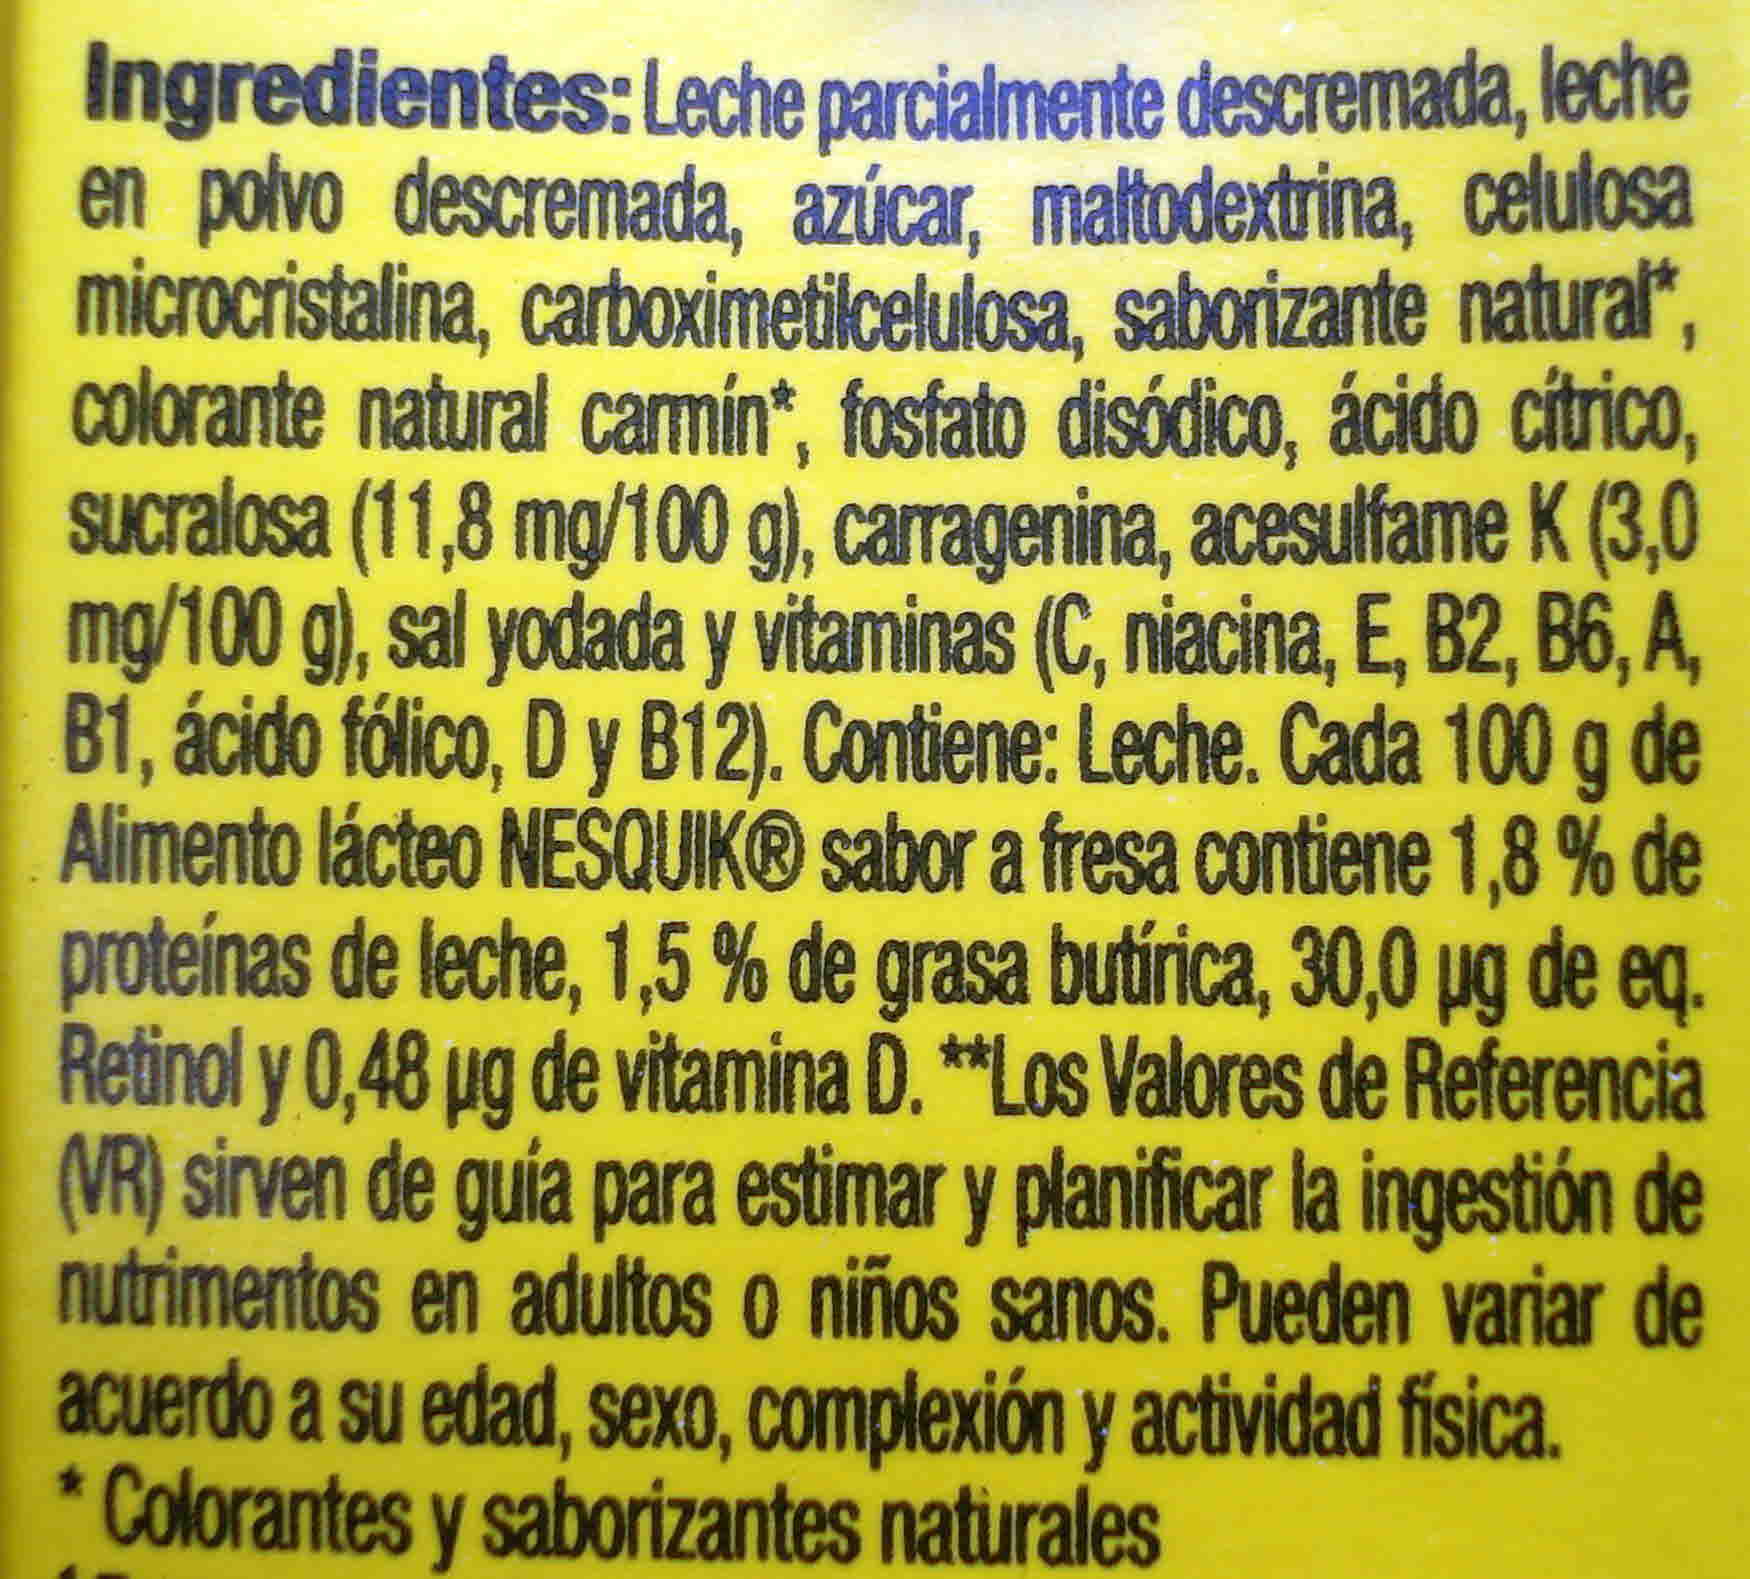 Ingredientes: Leche parcialmente descremada, leche
en polvo descremada, azúcar, maltodextrina, celulosa
microcristalina, carboximetilcelulosa, saborizante natural*,
colorante natural carmín*, fosfato disódico, ácido cítrico,
sucralosa (11,8 mg/100 g), carragenina, acesulfame K (3,0
mg/100 g), sal yodada y vitaminas (C, niacina, E, B2, B6, A,
B1, ácido fólico, D y B12). Contiene: Leche. Cada 100 g de
Alimento lácteo NESQUIK® sabor a fresa contiene 1,8 % de
proteínas de leche, 1,5 % de grasa butírica, 30,0 µg de eq.
Retinol y 0,48 µg de vitamina D. **Los Valores de Referencia
(VR) sirven de guía para estimar y planificar la ingestión de
nutrimentos en adultos o niños sanos. Pueden variar de
acuerdo a su edad, sexo, complexión y actividad física.
* Colorantes y saborizantes naturales